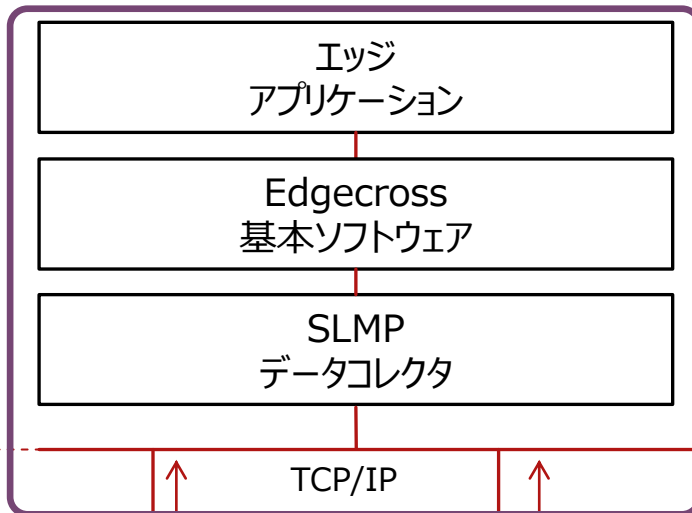 エッジ
アプリケーション
Edgecross
基本ソフトウェア
SLMP
データコレクタ
TCP/IP